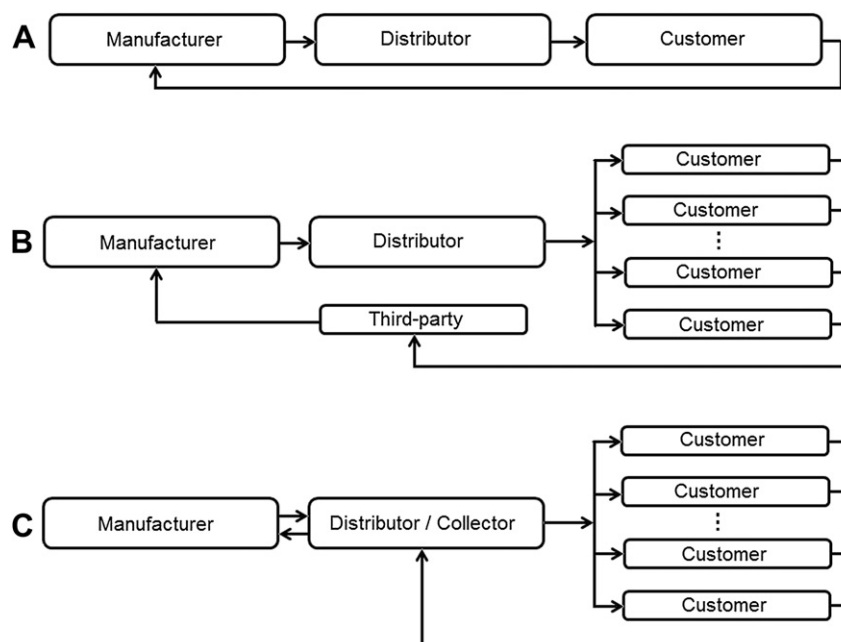 A
Manufacturer
Distributor
Customer
B
Manufacturer
Distributor
Customer
Customer
Customer
Customer
Third-party
C
Manufacturer
Distributor / Collector
Customer
Customer
Customer
Customer